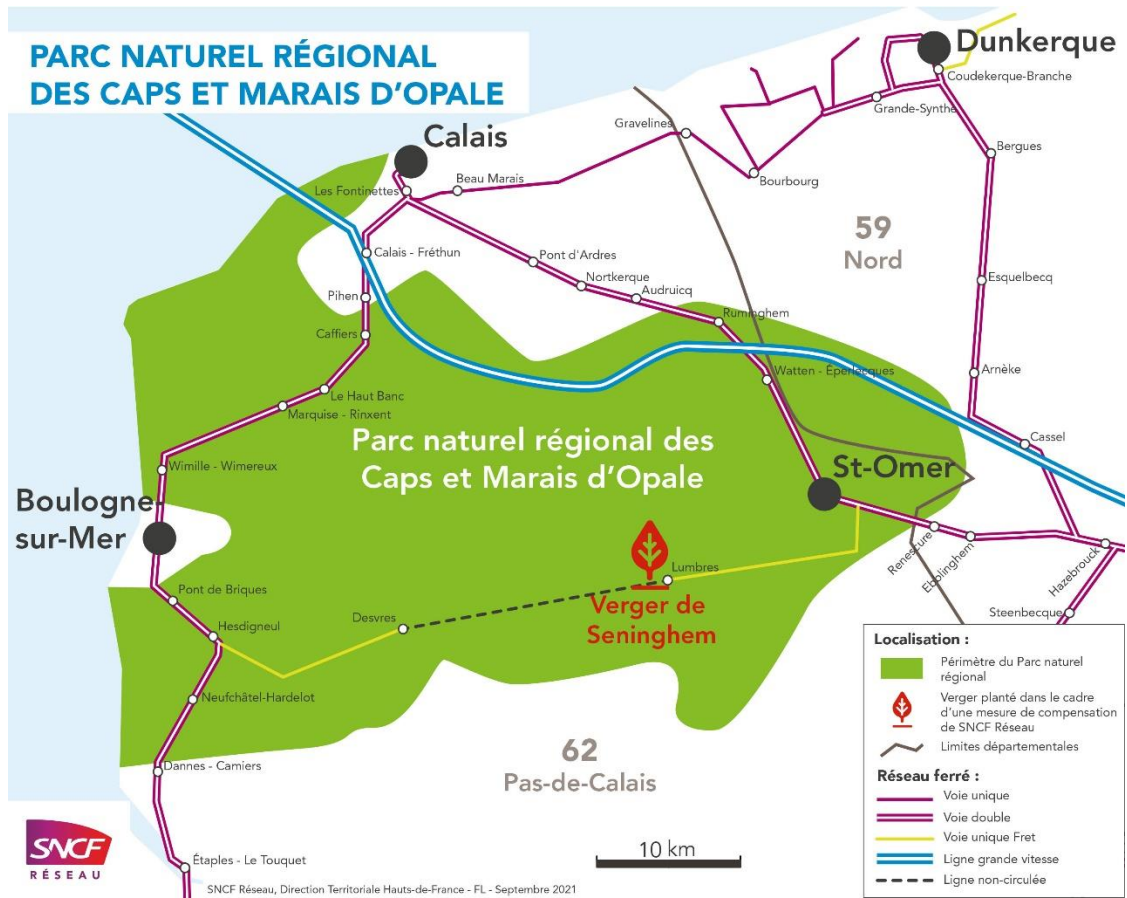 PARC NATUREL RÉGIONAL
DES CAPS ET MARAIS D'OPALE
Dunkerque
Coudekerque-Branche
Grande-Synthe
Gravelines
Calais
Bergues
Beau Marais
Bourbourg
Les Fontinettes
59
Nord
Calais - Fréthun
Pont d'Ardres
Nortkerque
Audruicq
Esquelbecq
Pihen
Ruminghem
Caffiers
Watten - Éperlecques
Arnèke
Le Haut Banc
Marquise - Rinxent
Cassel
Parc naturel régional des
Caps et Marais d'Opale
Wimille - Wimereux
St-Omer
Boulogne-
sur-Mer
Renescure
Ebblinghem
Hazebrouck
Lumbres
Pont de Briques
Verger de
Seninghem
Desvres
Steenbecque
Hesdigneul
Neufchâtel-Hardelot
62
Pas-de-Calais
Dannes - Camiers
Étaples - Le Touquet
10 km
Localisation :
Périmètre du Parc naturel
régional
Verger planté dans le cadre
d'une mesure de compensation
de SNCF Réseau
Limites départementales
Réseau ferré :
Voie unique
Voie double
Voie unique Fret
Ligne grande vitesse
Ligne non-circulée
SNCF
RÉSEAU
SNCF Réseau, Direction Territoriale Hauts-de-France - FL - Septembre 2021